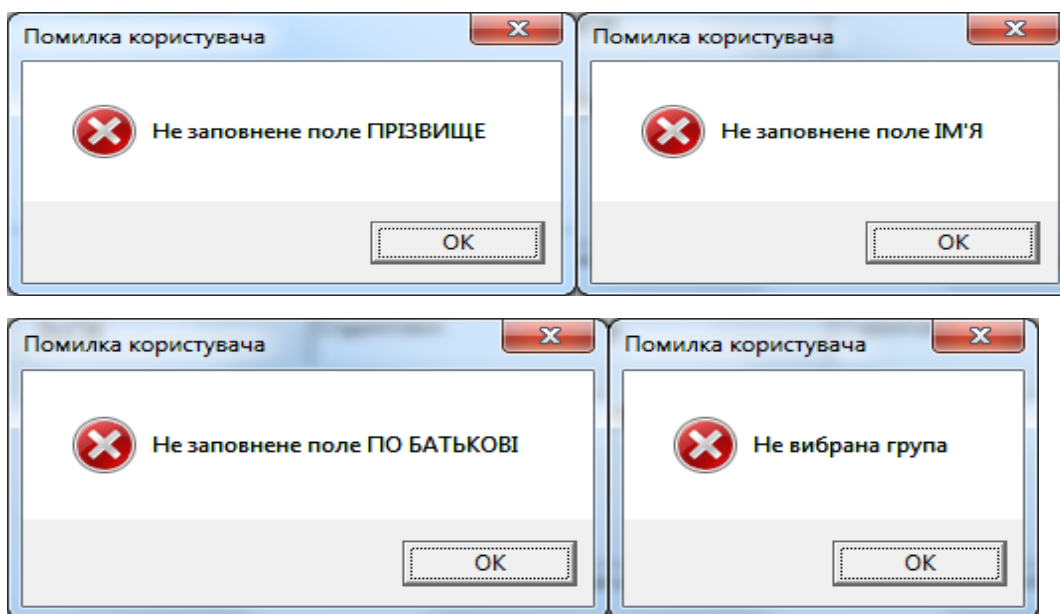 Помилка користувача
Помилка користувача
Не заповнене поле ПРІЗВИЩЕ
Не заповнене поле ІМ'Я
OK
OK
Помилка користувача
Помилка користувача
Не заповнене поле ПО БАТЬКОВІ
Не вибрана група
OK
OK